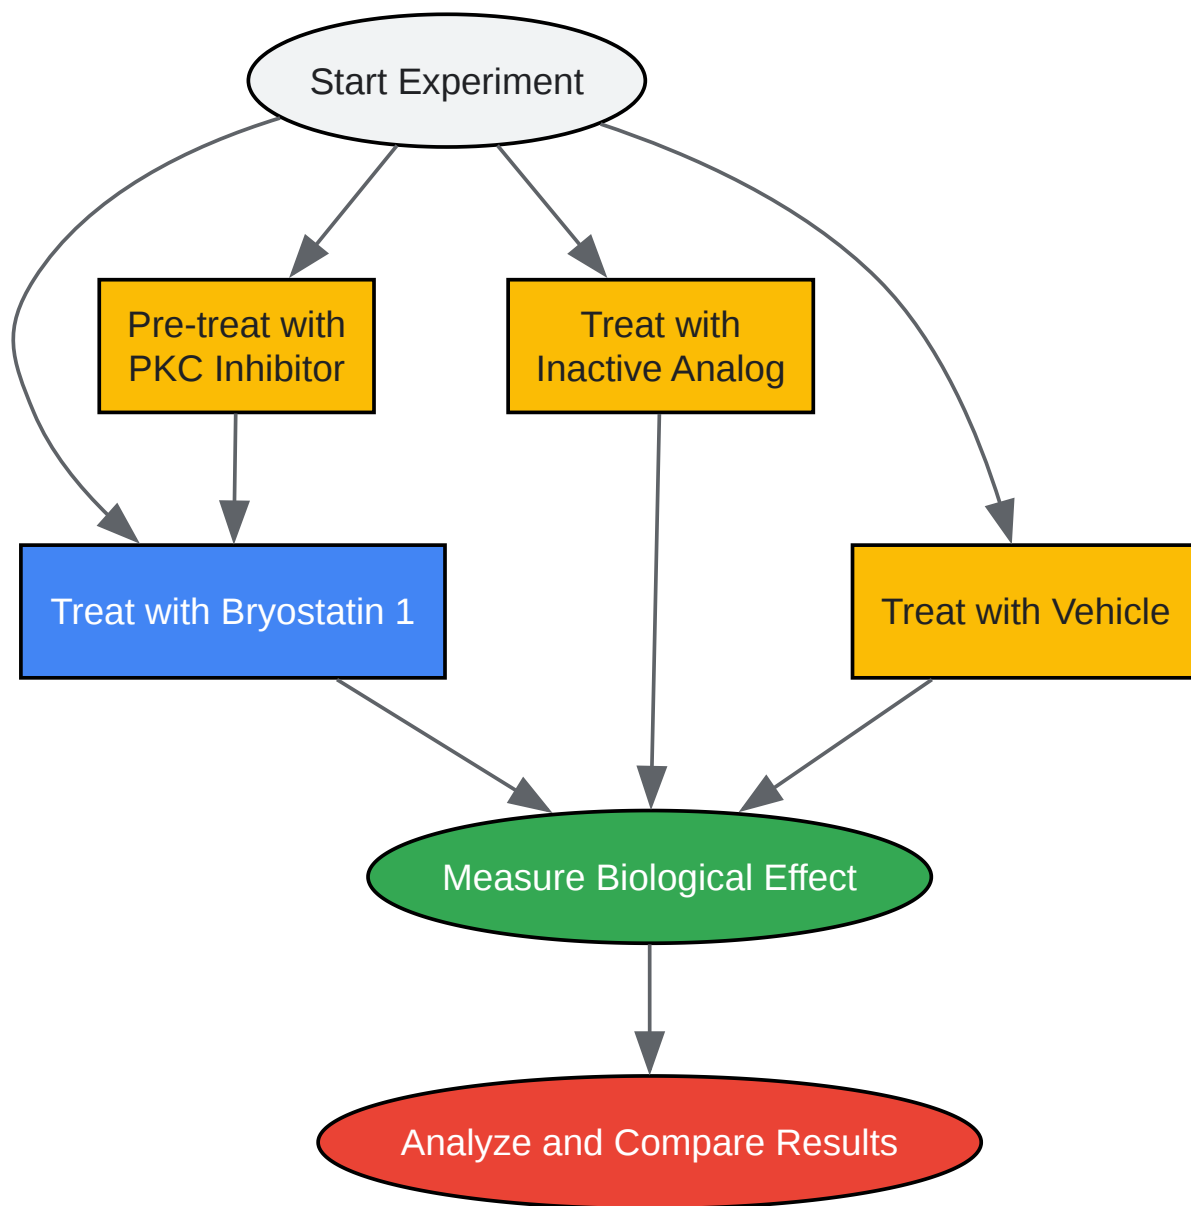 Start Experiment
Pre-treat with
PKC Inhibitor
Treat with
Inactive Analog
Treat with Bryostatin 1
Treat with Vehicle
Measure Biological Effect
Analyze and Compare Results